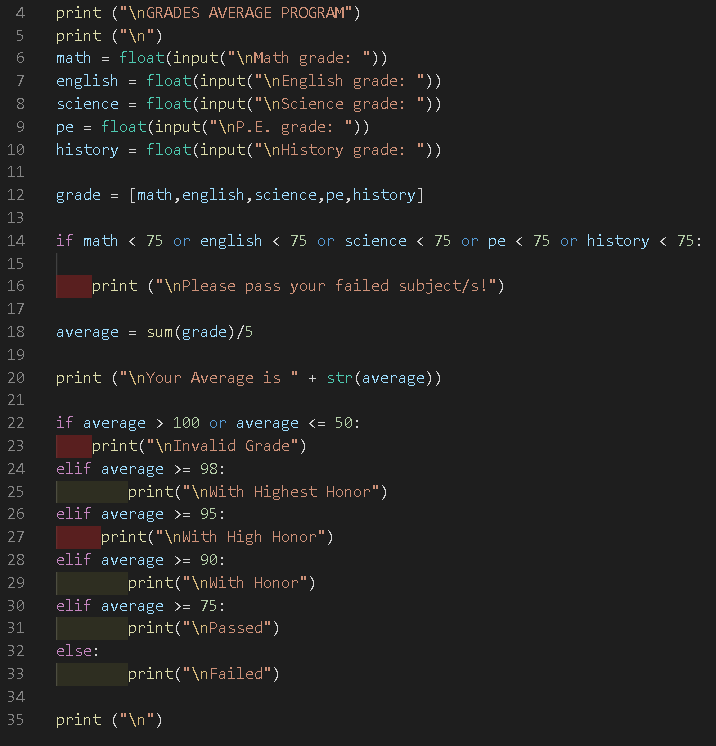 4 print ("\nGRADES AVERAGE PROGRAM")
5 print ("\n")
6 math = float(input("\nMath grade: "))
7 english = float(input("\nEnglish grade: "))
8 science = float(input("\nScience grade: "))
9 pe = float(input("\nP.E. grade: "))
10 history = float(input("\nHistory grade: "))
11
12 grade = [math,english,science,pe,history]
13
14 if math < 75 or english < 75 or science < 75 or pe < 75 or history < 75:
15
16     print ("\nPlease pass your failed subject/s!")
17
18 average = sum(grade)/5
19
20 print ("\nYour Average is " + str(average))
21
22 if average > 100 or average <= 50:
23     print("\nInvalid Grade")
24 elif average >= 98:
25         print("\nWith Highest Honor")
26 elif average >= 95:
27      print("\nWith High Honor")
28 elif average >= 90:
29         print("\nWith Honor")
30 elif average >= 75:
31         print("\nPassed")
32 else:
33         print("\nFailed")
34
35 print ("\n")